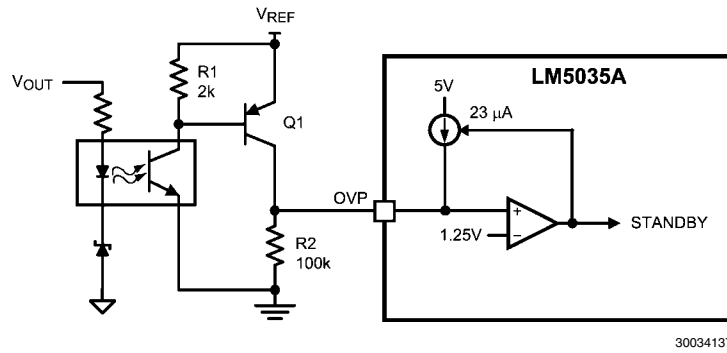 VREF
LM5035A
VOUT
R1
2k
5V
23 μA
Q1
OVP
STANDBY
1.25V
+
−
R2
100k
30034137